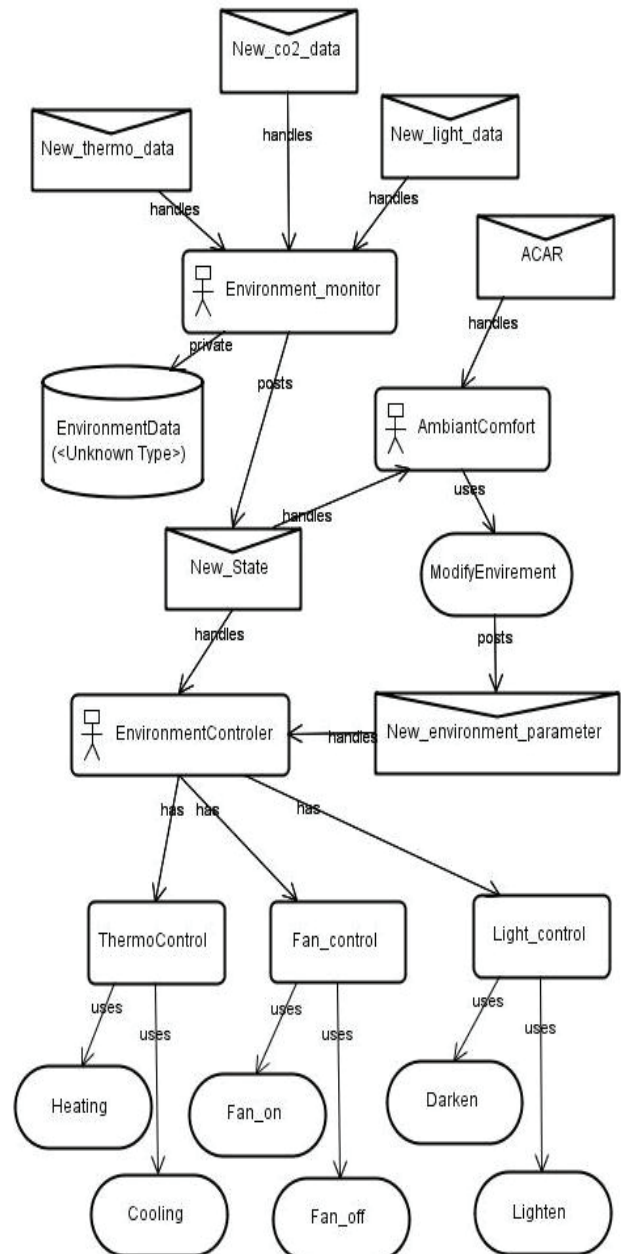 New_co2_data
handles
New_thermo_data
New_light_data
handles
handles
ACAR
Environment_monitor
handles
private
posts
EnvironmentData
(<Unknown Type>)
AmbiantComfort
uses
handles
New_State
ModifyEnvirement
handles
posts
EnvironmentControler
handles
New_environment_parameter
has
has
has
ThermoControl
Fan_control
Light_control
uses
uses
uses
uses
uses
uses
Heating
Fan_on
Darken
Cooling
Fan_off
Lighten